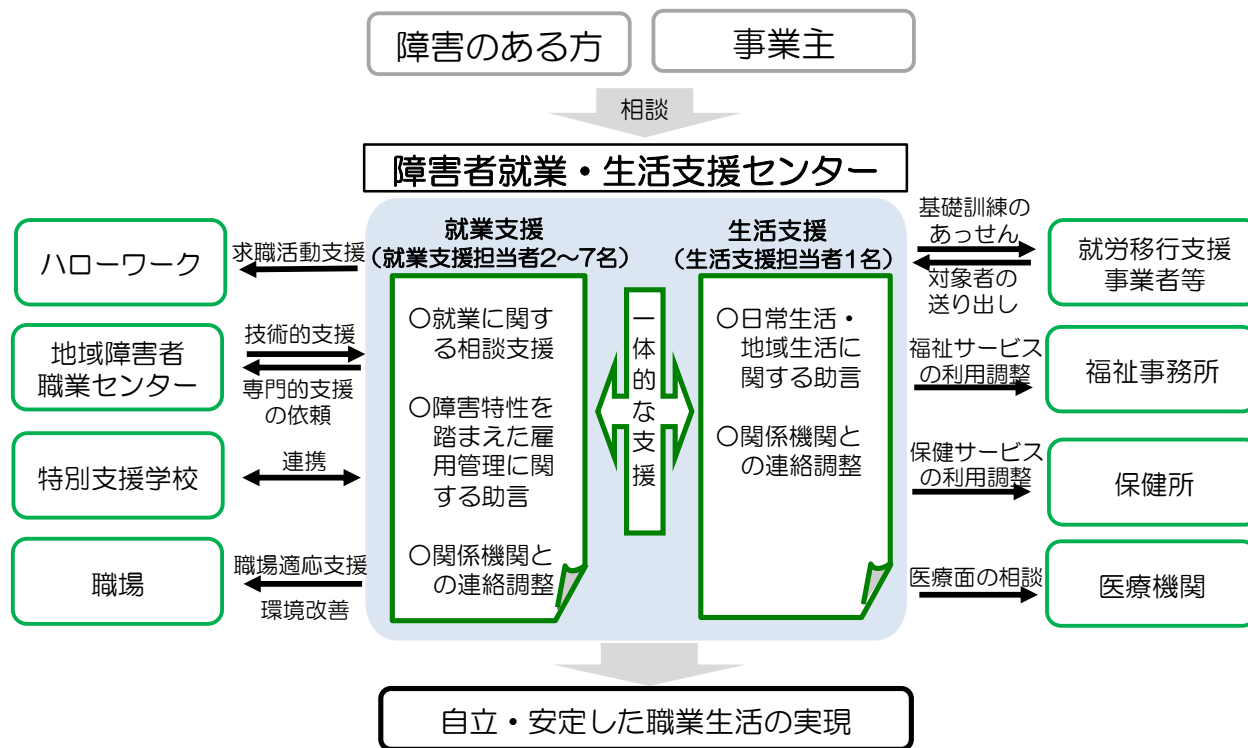 障害のある方
事業主
相談
障害者就業・生活支援センター
ハローワーク
求職活動支援
地域障害者
職業センター
技術的支援
専門的支援
の依頼
特別支援学校
連携
職場
職場適応支援
環境改善
就業支援
（就業支援担当者2～7名）
○就業に関す
る相談支援
○障害特性を
踏まえた雇
用管理に関
する助言
○関係機関と
の連絡調整
一体的な支援
生活支援
（生活支援担当者1名）
○日常生活・
地域生活に
関する助言
○関係機関と
の連絡調整
基礎訓練の
あっせん
対象者の
送り出し
就労移行支援
事業者等
福祉サービス
の利用調整
福祉事務所
保健サービス
の利用調整
保健所
医療面の相談
医療機関
自立・安定した職業生活の実現